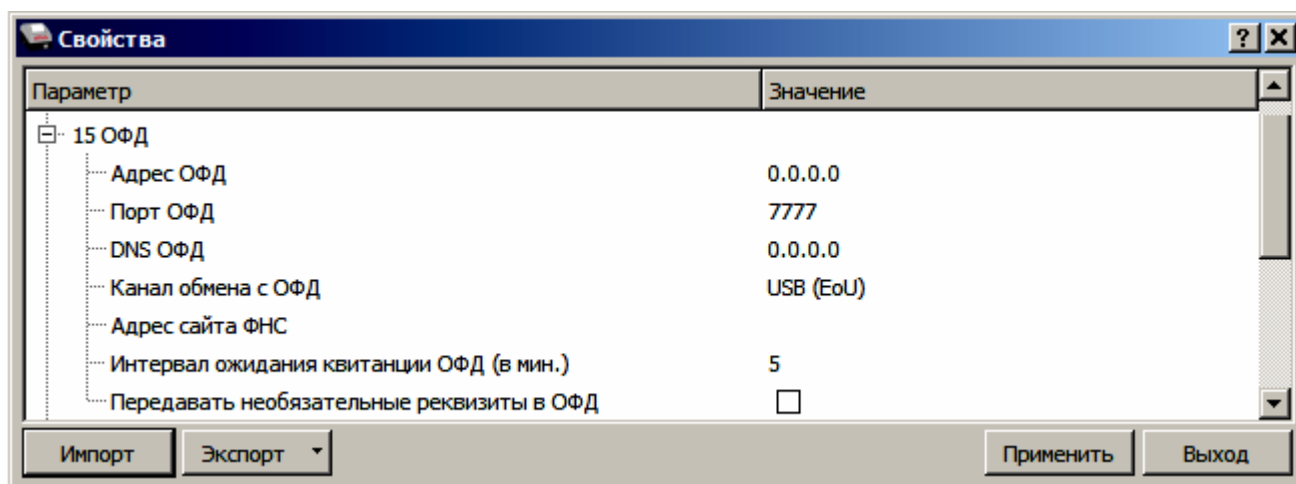 Свойства
Параметр Значение
15 ОФД
Адрес ОФД 0.0.0.0
Порт ОФД 7777
DNS ОФД 0.0.0.0
Канал обмена с ОФД USB (EoU)
Адрес сайта ФНС
Интервал ожидания квитанции ОФД (в мин.) 5
Передавать необязательные реквизиты в ОФД
Импорт Экспорт Применить Выход